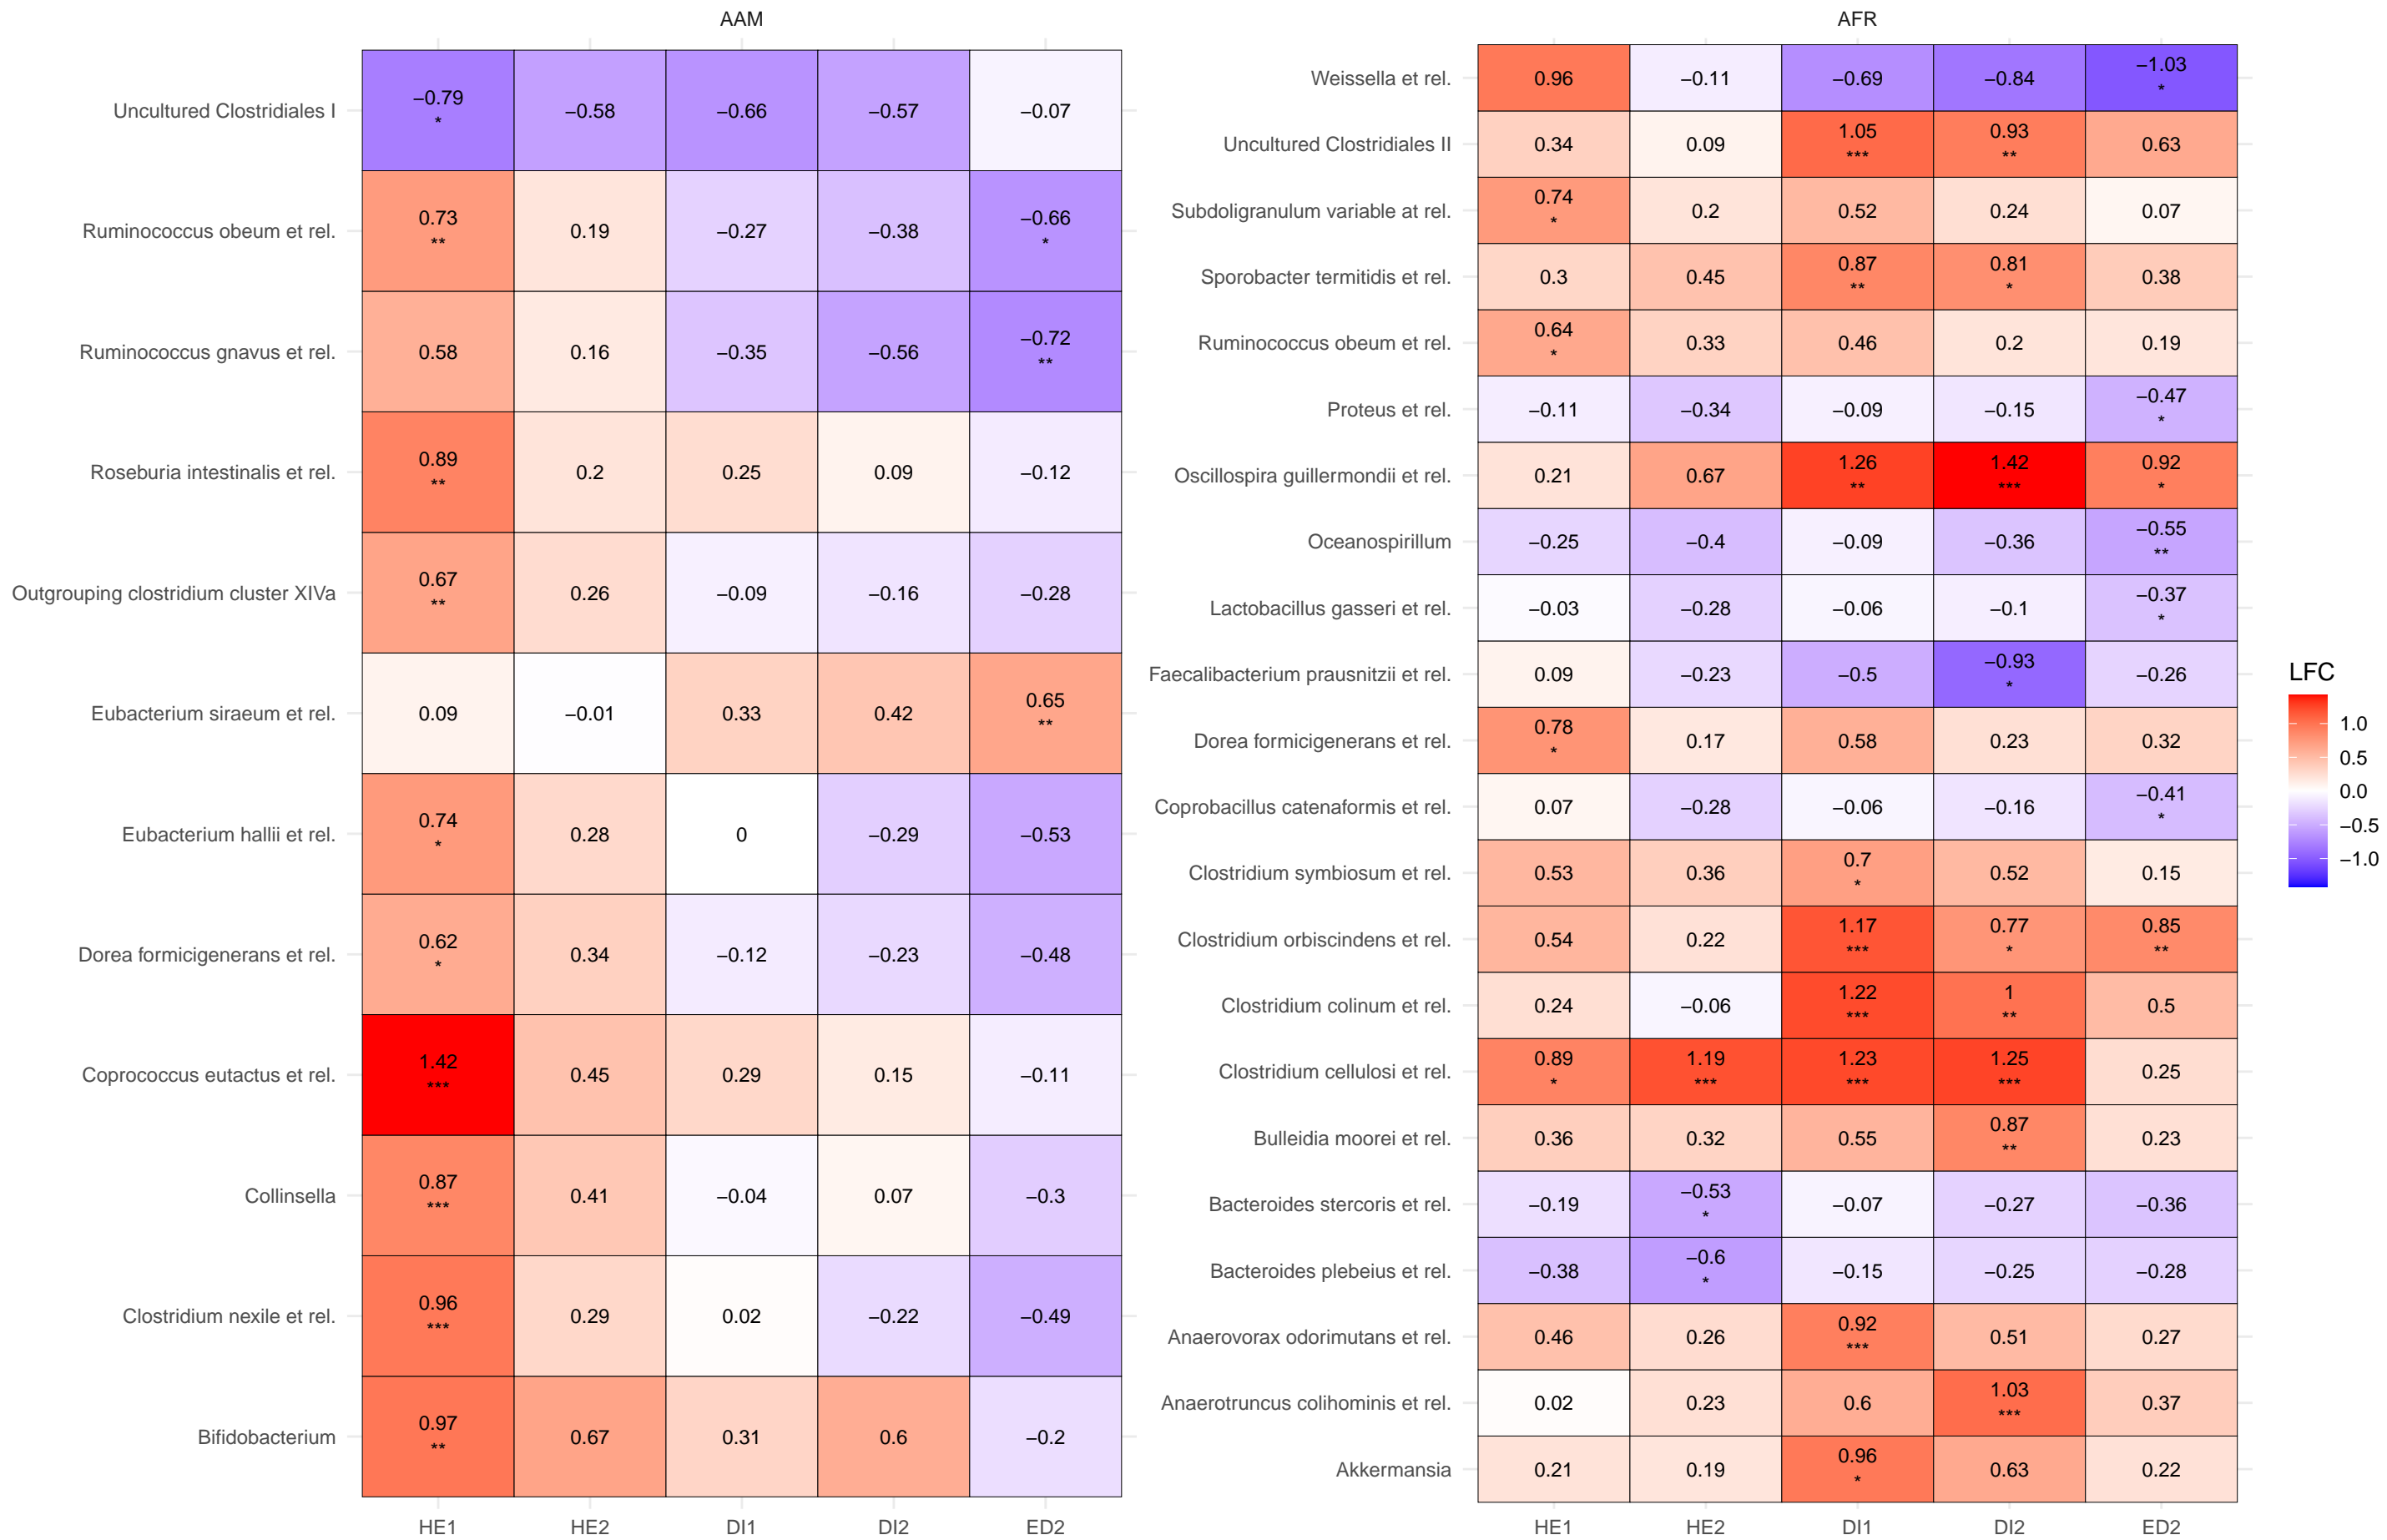 AAM
Uncultured Clostridiales I
−0.79 −0.58 −0.66 −0.57 −0.07
*
Ruminococcus obeum et rel.
0.73 0.19 −0.27 −0.38 −0.66
** *
Ruminococcus gnavus et rel.
0.58 0.16 −0.35 −0.56 −0.72
**
Roseburia intestinalis et rel.
0.89 0.2 0.25 0.09 −0.12
**
Outgrouping clostridium cluster XIVa
0.67 0.26 −0.09 −0.16 −0.28
**
Eubacterium siraeum et rel.
0.09 −0.01 0.33 0.42 0.65
**
Eubacterium hallii et rel.
0.74 0.28 0 −0.29 −0.53
*
Dorea formicigenerans et rel.
0.62 0.34 −0.12 −0.23 −0.48
*
Coprococcus eutactus et rel.
1.42 0.45 0.29 0.15 −0.11
***
Collinsella
0.87 0.41 −0.04 0.07 −0.3
***
Clostridium nexile et rel.
0.96 0.29 0.02 −0.22 −0.49
***
Bifidobacterium
0.97 0.67 0.31 0.6 −0.2
**
HE1 HE2 DI1 DI2 ED2
AFR
Weissella et rel.
0.96 −0.11 −0.69 −0.84 −1.03
*
Uncultured Clostridiales II
0.34 0.09 1.05 0.93 0.63
*** **
Subdoligranulum variable at rel.
0.74 0.2 0.52 0.24 0.07
*
Sporobacter termitidis et rel.
0.3 0.45 0.87 0.81 0.38
** *
Ruminococcus obeum et rel.
0.64 0.33 0.46 0.2 0.19
*
Proteus et rel.
−0.11 −0.34 −0.09 −0.15 −0.47
*
Oscillospira guillermondii et rel.
0.21 0.67 1.26 1.42 0.92
** *** *
Oceanospirillum
−0.25 −0.4 −0.09 −0.36 −0.55
**
Lactobacillus gasseri et rel.
−0.03 −0.28 −0.06 −0.1 −0.37
*
Faecalibacterium prausnitzii et rel.
0.09 −0.23 −0.5 −0.93 −0.26
*
Dorea formicigenerans et rel.
0.78 0.17 0.58 0.23 0.32
*
Coprobacillus catenaformis et rel.
0.07 −0.28 −0.06 −0.16 −0.41
*
Clostridium symbiosum et rel.
0.53 0.36 0.7 0.52 0.15
*
Clostridium orbiscindens et rel.
0.54 0.22 1.17 0.77 0.85
*** * **
Clostridium colinum et rel.
0.24 −0.06 1.22 1 0.5
*** **
Clostridium cellulosi et rel.
0.89 1.19 1.23 1.25 0.25
* *** *** ***
Bulleidia moorei et rel.
0.36 0.32 0.55 0.87 0.23
**
Bacteroides stercoris et rel.
−0.19 −0.53 −0.07 −0.27 −0.36
*
Bacteroides plebeius et rel.
−0.38 −0.6 −0.15 −0.25 −0.28
*
Anaerovorax odorimutans et rel.
0.46 0.26 0.92 0.51 0.27
***
Anaerotruncus colihominis et rel.
0.02 0.23 0.6 1.03 0.37
***
Akkermansia
0.21 0.19 0.96 0.63 0.22
*
HE1 HE2 DI1 DI2 ED2
LFC
1.0
0.5
0.0
−0.5
−1.0